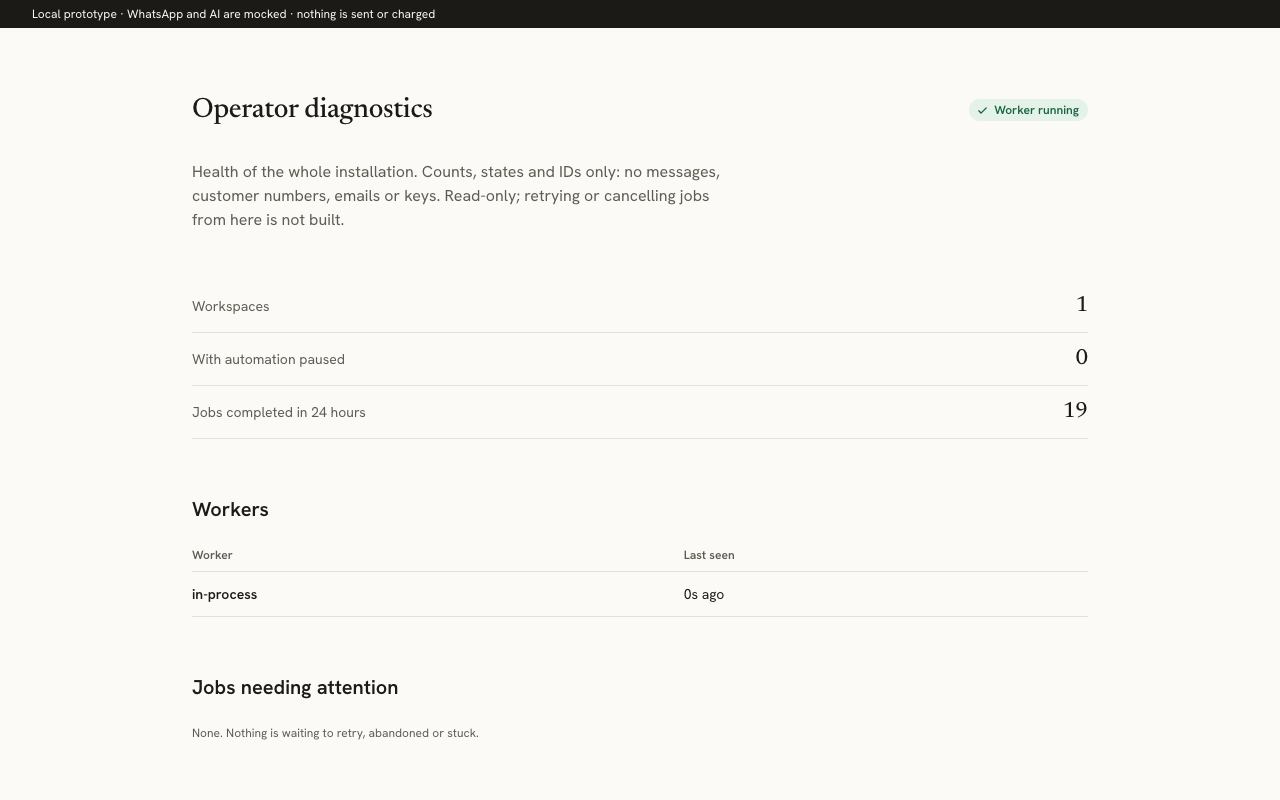 Local prototype · WhatsApp and AI are mocked · nothing is sent or charged
Operator diagnostics
Worker running
Health of the whole installation. Counts, states and IDs only: no messages,
customer numbers, emails or keys. Read-only; retrying or cancelling jobs
from here is not built.
Workspaces 1
With automation paused 0
Jobs completed in 24 hours 19
Workers
Worker Last seen
in-process 0s ago
Jobs needing attention
None. Nothing is waiting to retry, abandoned or stuck.